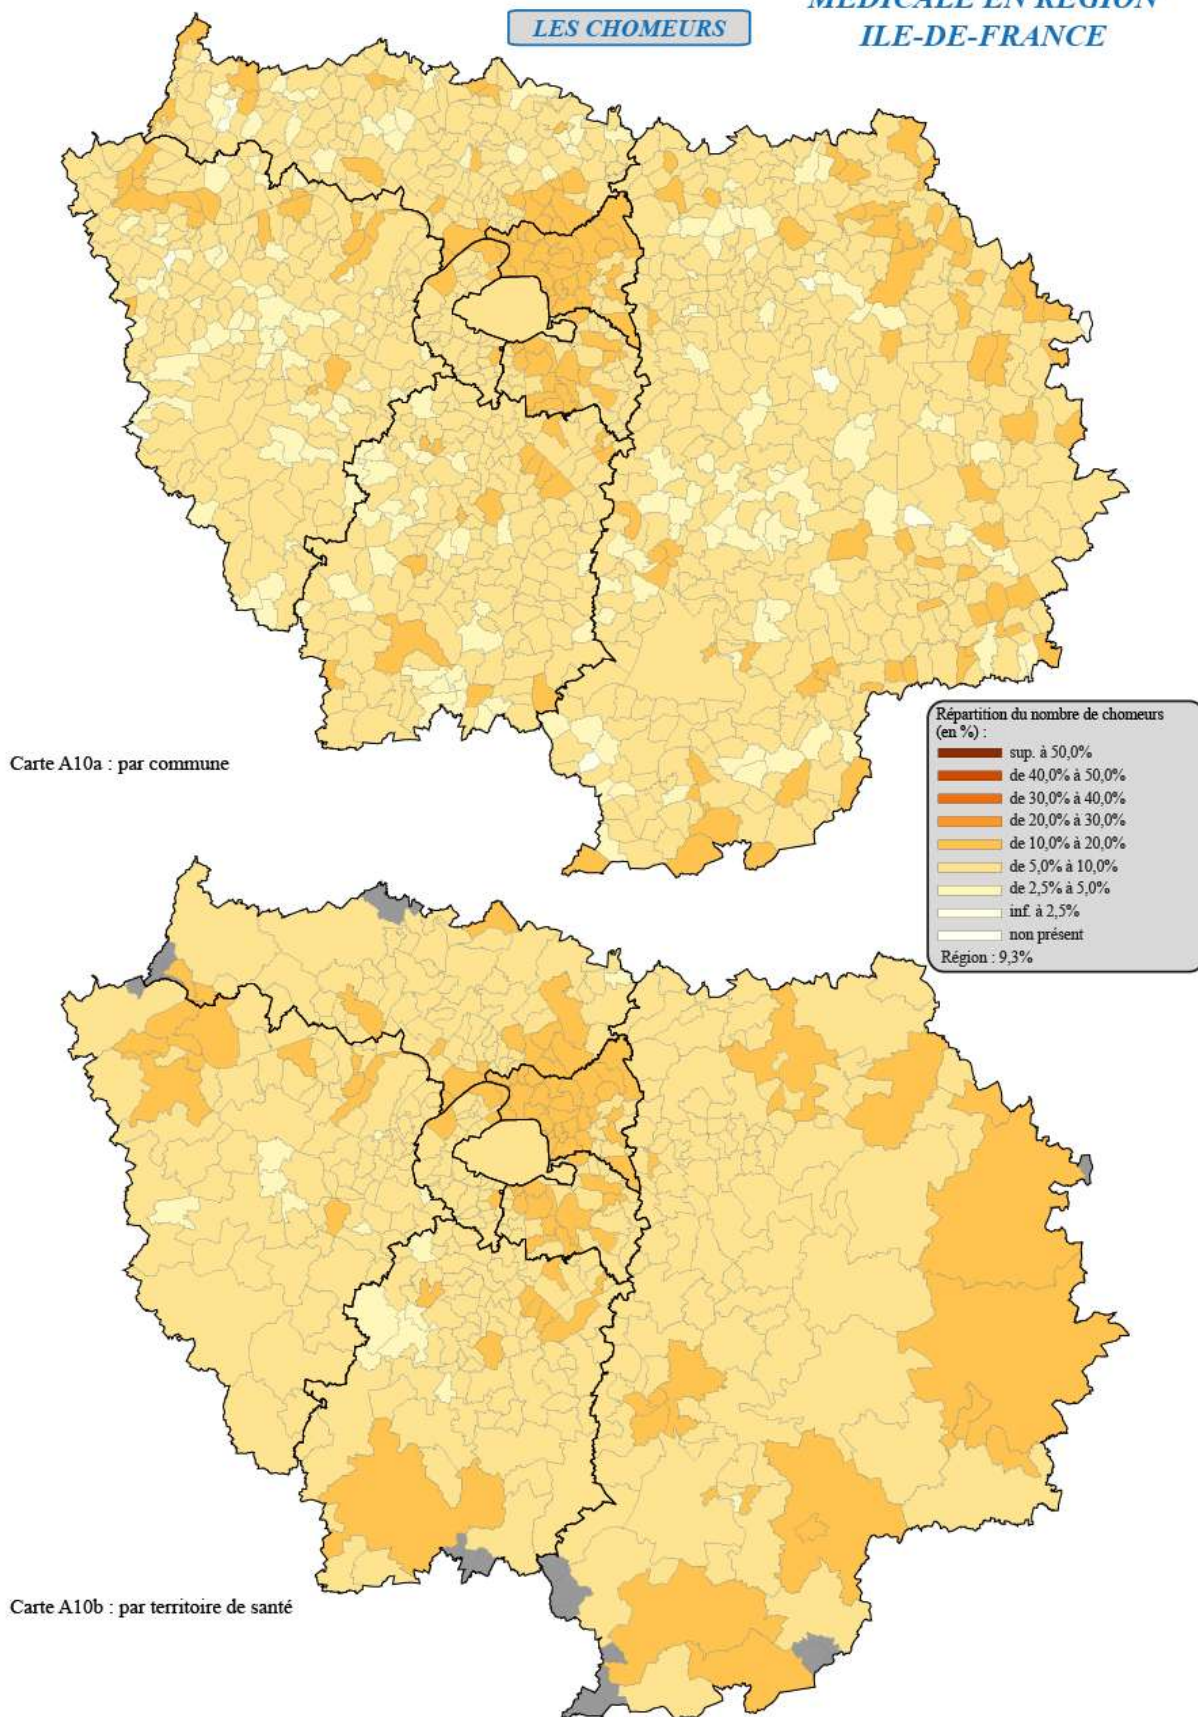 MEDICALE EN REGION
ILE-DE-FRANCE
LES CHOMEURS
Carte A10a : par commune
Répartition du nombre de chomeurs
(en %) :
sup. à 50,0%
de 40,0% à 50,0%
de 30,0% à 40,0%
de 20,0% à 30,0%
de 10,0% à 20,0%
de 5,0% à 10,0%
de 2,5% à 5,0%
inf. à 2,5%
non présent
Région : 9,3%
Carte A10b : par territoire de santé